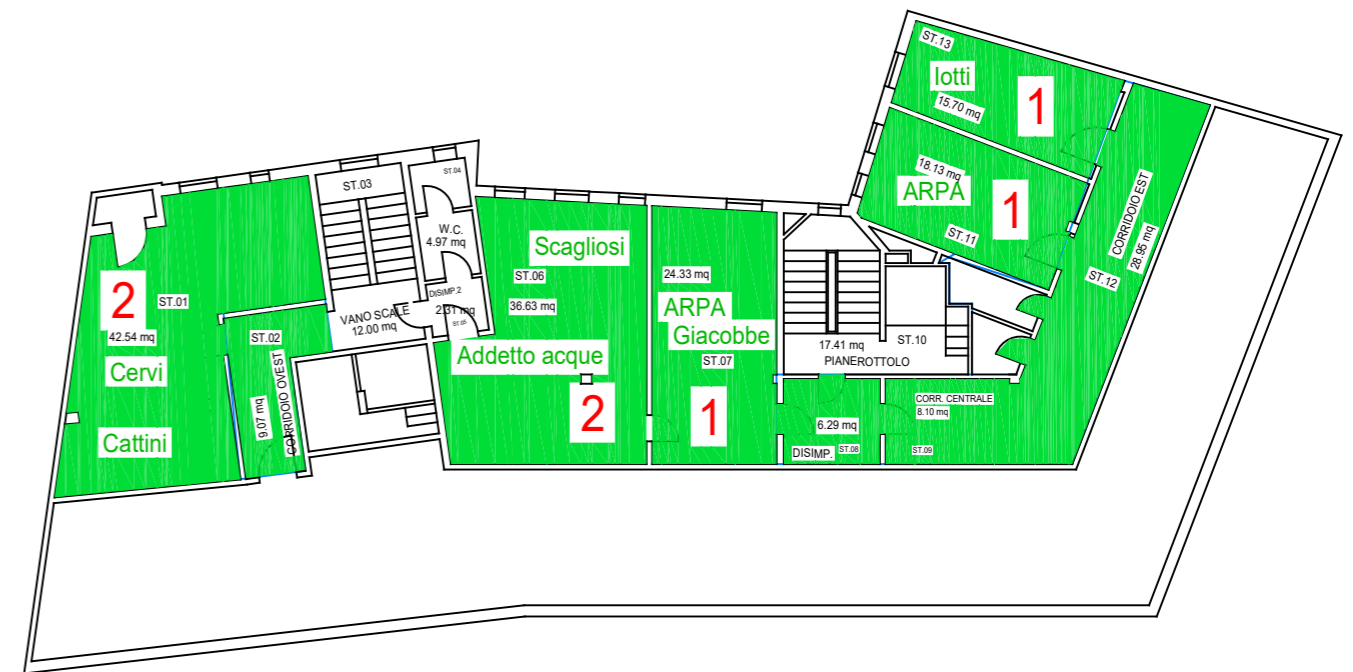 ST.13
Iotti
15.70 mq
1
18.13 mq
ARPA
1
ST.11
CORRIDOIO EST
28.95 mq
ST.12
ST.03
ST.04
W.C.
4.97 mq
DISIMP.2
2.31 mq
ST.05
VANO SCALE
12.00 mq
2
ST.01
42.54 mq
Cervi
Cattini
ST.02
9.07 mq
CORRIDOIO OVEST
Scagliosi
ST.06
36.63 mq
Addetto acque
2
24.33 mq
ARPA
Giacobbe
ST.07
1
17.41 mq
ST.10
PIANEROTTOLO
6.29 mq
DISIMP.
ST.08
CORR. CENTRALE
8.10 mq
ST.09